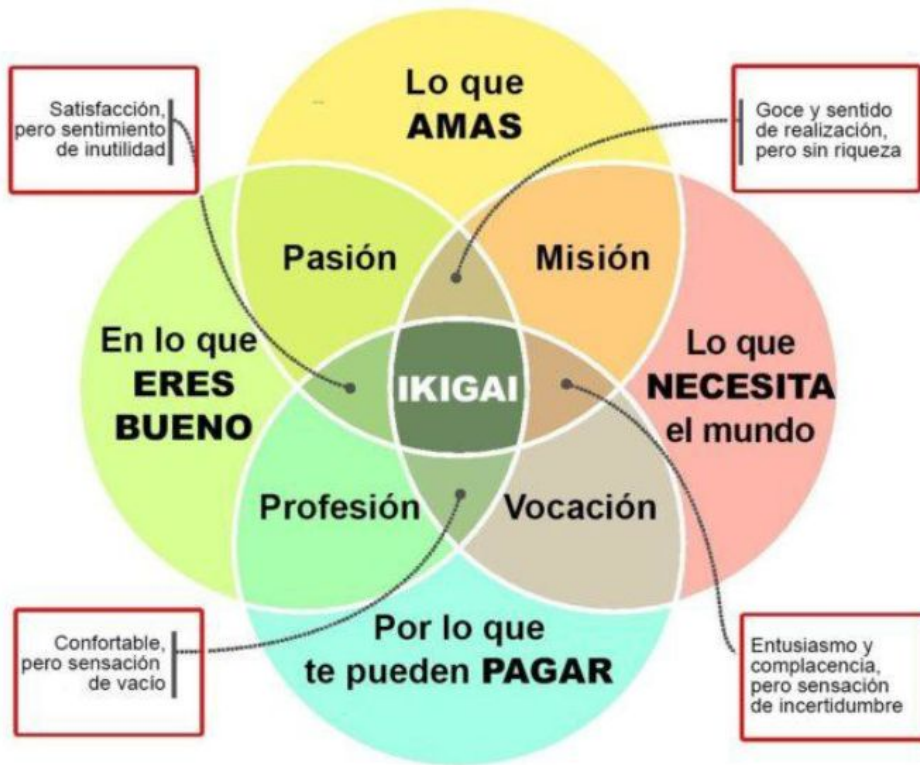 Lo que
AMAS
Satisfacción,
pero sentimiento
de inutilidad
Goce y sentido
de realización,
pero sin riqueza
Pasión
Misión
En lo que
ERES
BUENO
IKIGAI
Lo que
NECESITA
el mundo
Profesión
Vocación
Por lo que
te pueden PAGAR
Confortable,
pero sensación
de vacío
Entusiasmo y
complacencia,
pero sensación
de incertidumbre